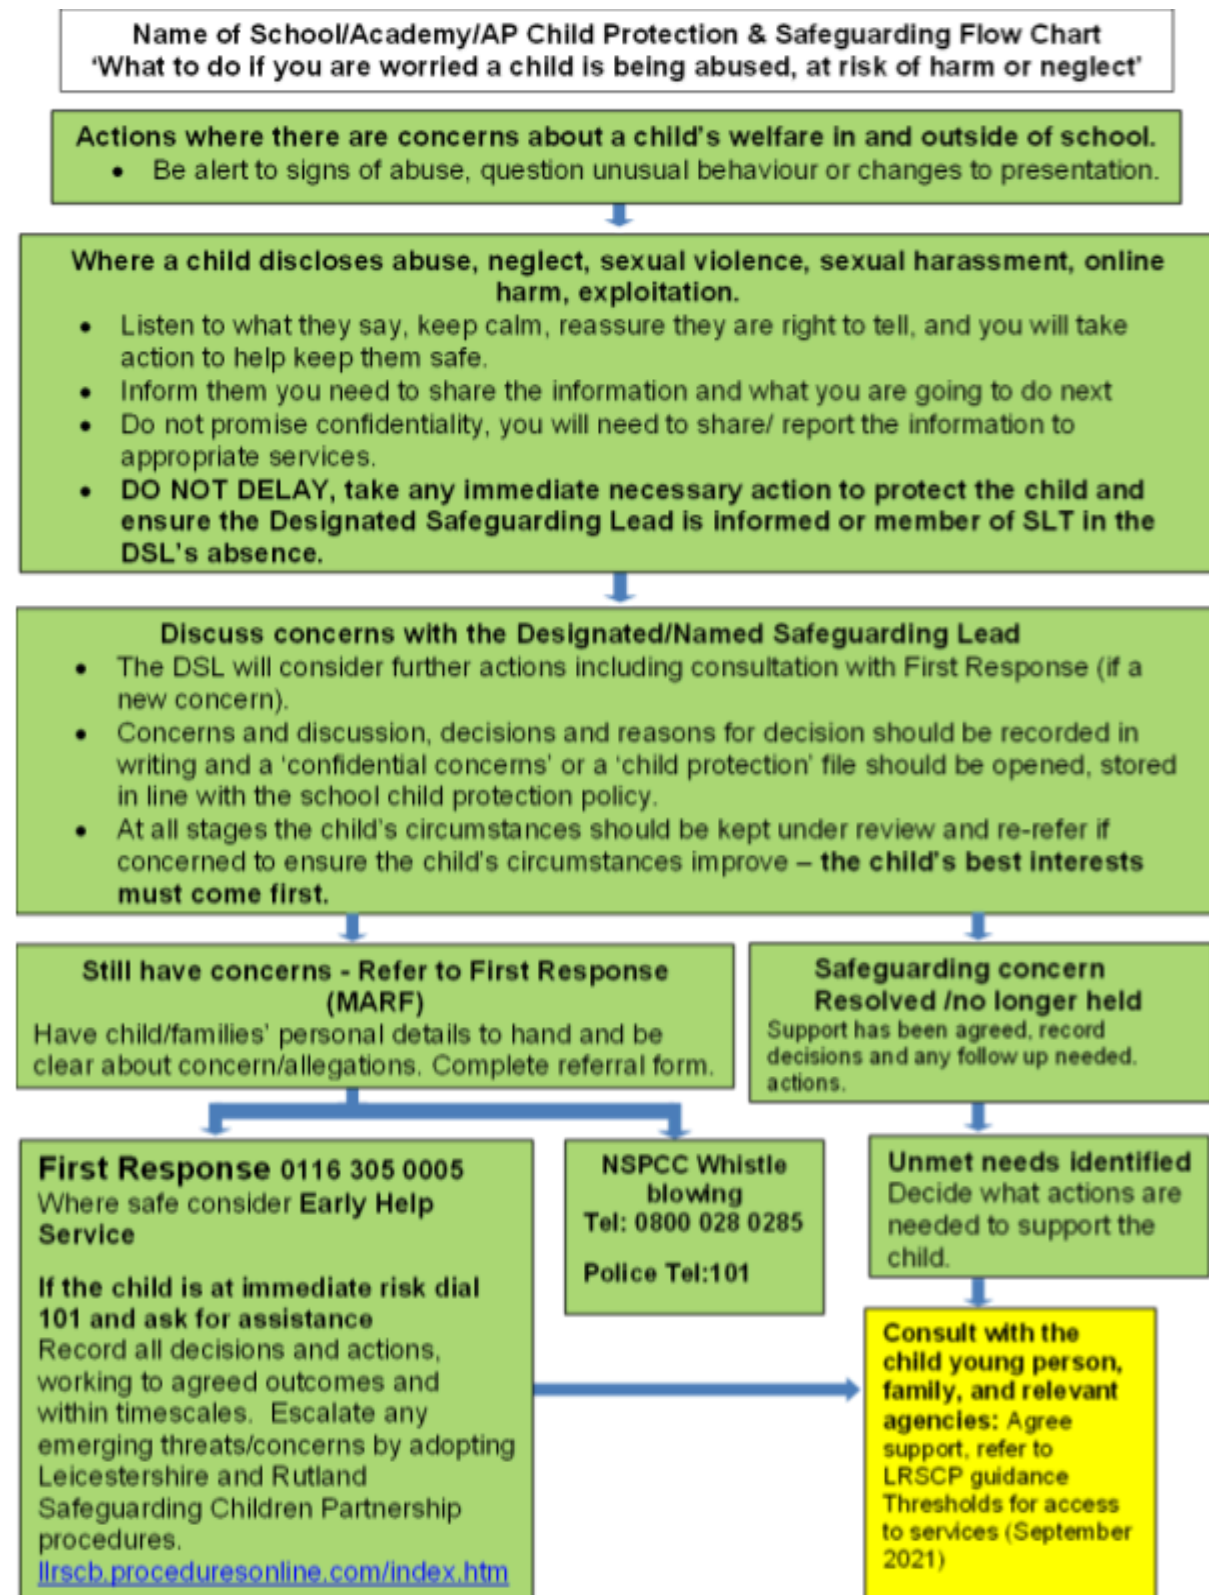 Name of School/Academy/AP Child Protection & Safeguarding Flow Chart
‘What to do if you are worried a child is being abused, at risk of harm or neglect’
Actions where there are concerns about a child’s welfare in and outside of school.
• Be alert to signs of abuse, question unusual behaviour or changes to presentation.
Where a child discloses abuse, neglect, sexual violence, sexual harassment, online
harm, exploitation.
• Listen to what they say, keep calm, reassure they are right to tell, and you will take
action to help keep them safe.
• Inform them you need to share the information and what you are going to do next
• Do not promise confidentiality, you will need to share/ report the information to
appropriate services.
• DO NOT DELAY, take any immediate necessary action to protect the child and
ensure the Designated Safeguarding Lead is informed or member of SLT in the
DSL’s absence.
Discuss concerns with the Designated/Named Safeguarding Lead
• The DSL will consider further actions including consultation with First Response (if a
new concern).
• Concerns and discussion, decisions and reasons for decision should be recorded in
writing and a ‘confidential concerns’ or a ‘child protection’ file should be opened, stored
in line with the school child protection policy.
• At all stages the child’s circumstances should be kept under review and re-refer if
concerned to ensure the child’s circumstances improve – the child’s best interests
must come first.
Still have concerns - Refer to First Response
(MARF)
Have child/families’ personal details to hand and be
clear about concern/allegations. Complete referral form.
Safeguarding concern
Resolved /no longer held
Support has been agreed, record
decisions and any follow up needed.
actions.
First Response 0116 305 0005
Where safe consider Early Help
Service
If the child is at immediate risk dial
101 and ask for assistance
Record all decisions and actions,
working to agreed outcomes and
within timescales. Escalate any
emerging threats/concerns by adopting
Leicestershire and Rutland
Safeguarding Children Partnership
procedures.
llrscb.proceduresonline.com/index.htm
NSPCC Whistle
blowing
Tel: 0800 028 0285
Police Tel:101
Unmet needs identified
Decide what actions are
needed to support the
child.
Consult with the
child young person,
family, and relevant
agencies: Agree
support, refer to
LRSCP guidance
Thresholds for access
to services (September
2021)